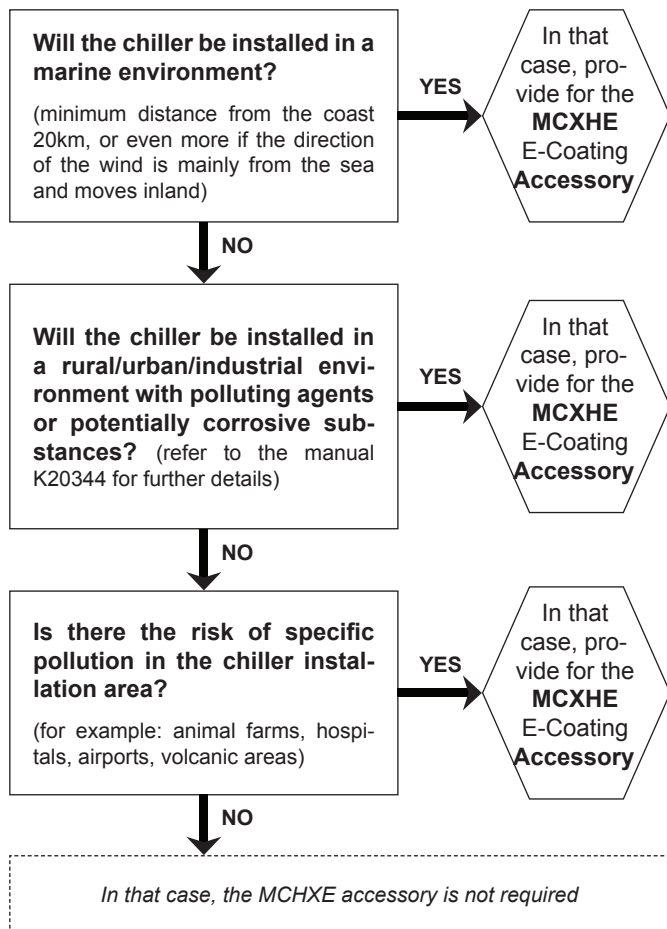 Will the chiller be installed in a
marine environment?
(minimum distance from the coast
20km, or even more if the direction
of the wind is mainly from the sea
and moves inland)
YES
In that
case, pro-
vide for the
MCXHE
E-Coating
Accessory
NO
Will the chiller be installed in
a rural/urban/industrial envi-
ronment with polluting agents
or potentially corrosive sub-
stances? (refer to the manual
K20344 for further details)
YES
In that
case, pro-
vide for the
MCXHE
E-Coating
Accessory
NO
Is there the risk of specific
pollution in the chiller instal-
lation area?
(for example: animal farms, hospi-
tals, airports, volcanic areas)
YES
In that
case, pro-
vide for the
MCXHE
E-Coating
Accessory
NO
In that case, the MCHXE accessory is not required